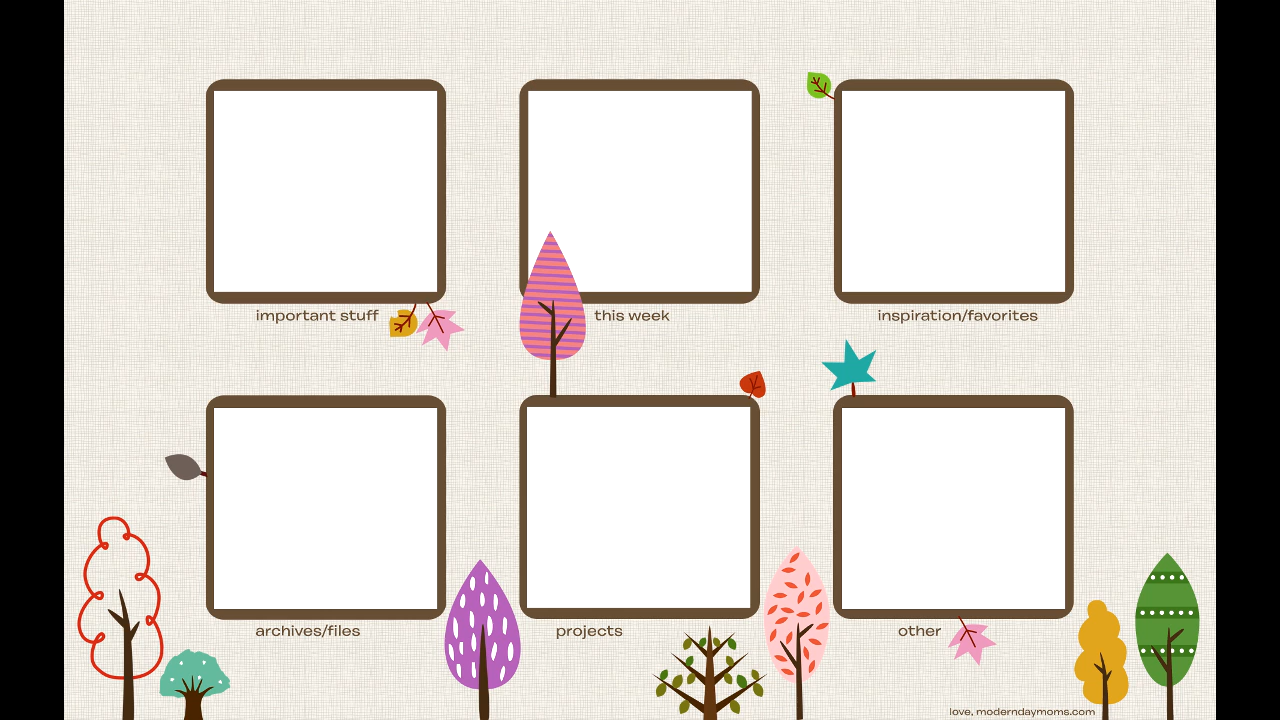 important stuff
this week
inspiration/favorites
archives/files
projects
other
love, moderndaymoms.com